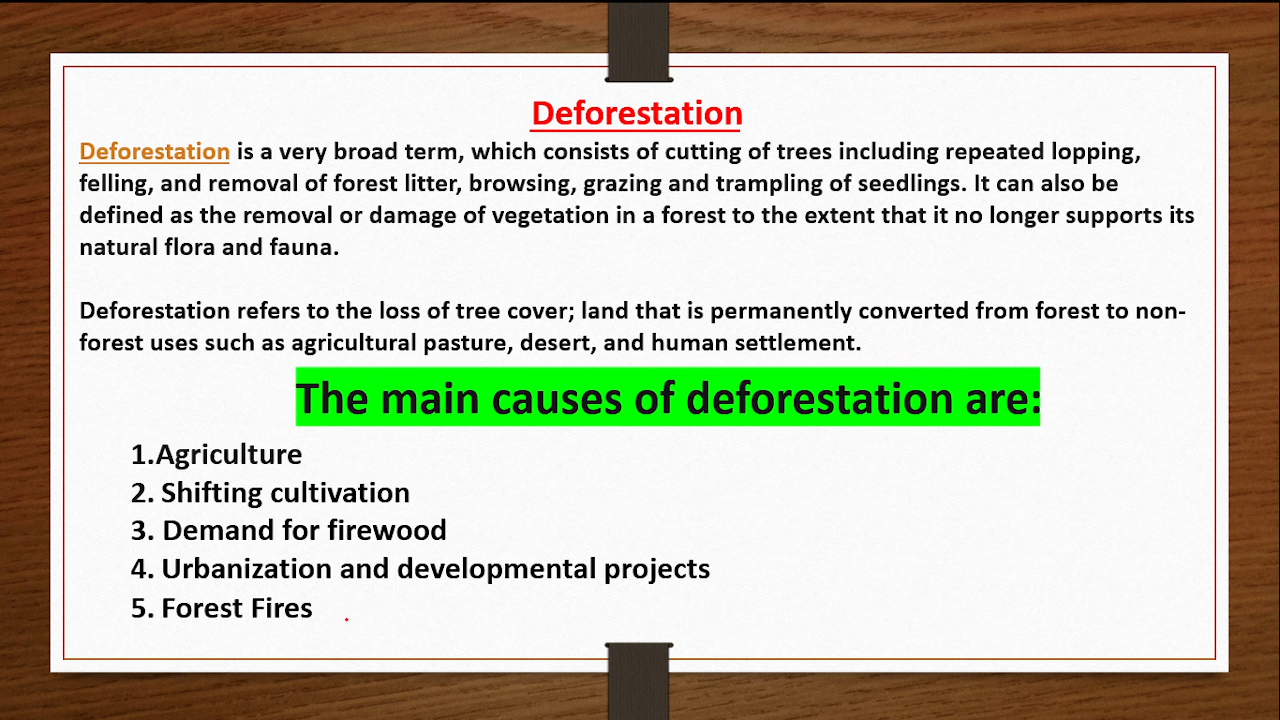 Deforestation
Deforestation is a very broad term, which consists of cutting of trees including repeated lopping,
felling, and removal of forest litter, browsing, grazing and trampling of seedlings. It can also be
defined as the removal or damage of vegetation in a forest to the extent that it no longer supports its
natural flora and fauna.
Deforestation refers to the loss of tree cover; land that is permanently converted from forest to non-
forest uses such as agricultural pasture, desert, and human settlement.
The main causes of deforestation are:
1.Agriculture
2. Shifting cultivation
3. Demand for firewood
4. Urbanization and developmental projects
5. Forest Fires